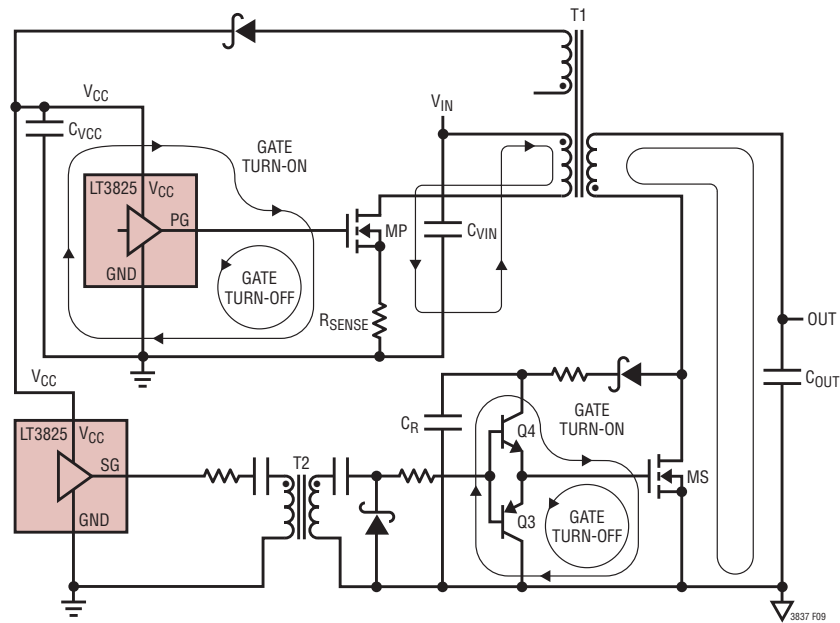 T1
VCC
CVCC
GATE
TURN-ON
VIN
LT3825
VCC
PG
MP
CVIN
GND
GATE
TURN-OFF
RSENSE
OUT
VCC
COUT
LT3825
VCC
SG
T2
CR
Q4
GATE
TURN-ON
MS
Q3
GATE
TURN-OFF
GND
3837 F09